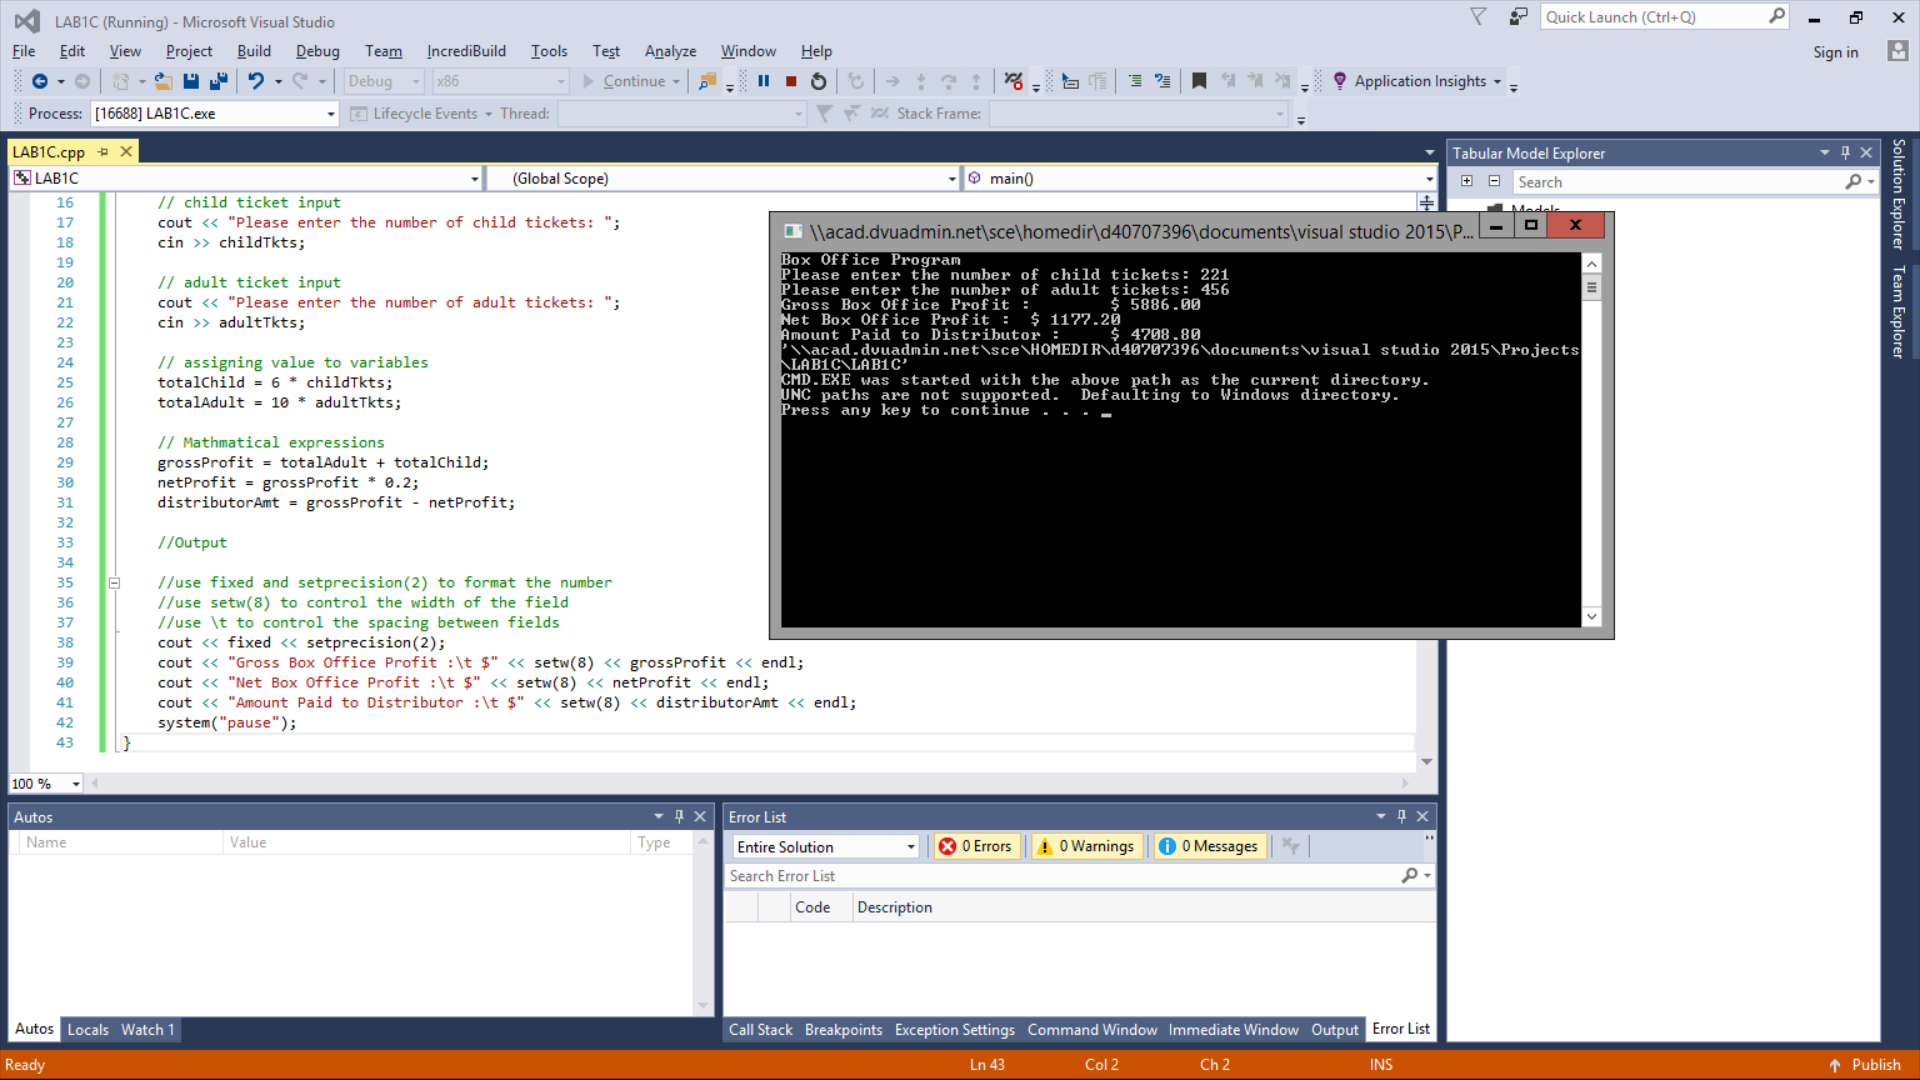 LAB1C (Running) - Microsoft Visual Studio
Quick Launch (Ctrl+Q)
File Edit View Project Build Debug Team IncrediBuild Tools Test Analyze Window Help
Sign in
Debug x86 Continue Application Insights
Process: [16688] LAB1C.exe Lifecycle Events Thread: Stack Frame:
LAB1C.cpp
LAB1C (Global Scope) main()
16 // child ticket input
17 cout << "Please enter the number of child tickets: ";
18 cin >> childTkts;
19
20 // adult ticket input
21 cout << "Please enter the number of adult tickets: ";
22 cin >> adultTkts;
23
24 // assigning value to variables
25 totalChild = 6 * childTkts;
26 totalAdult = 10 * adultTkts;
27
28 // Mathmatical expressions
29 grossProfit = totalAdult + totalChild;
30 netProfit = grossProfit * 0.2;
31 distributorAmt = grossProfit - netProfit;
32
33 //Output
34
35 //use fixed and setprecision(2) to format the number
36 //use setw(8) to control the width of the field
37 //use \t to control the spacing between fields
38 cout << fixed << setprecision(2);
39 cout << "Gross Box Office Profit :\t $" << setw(8) << grossProfit << endl;
40 cout << "Net Box Office Profit :\t $" << setw(8) << netProfit << endl;
41 cout << "Amount Paid to Distributor :\t $" << setw(8) << distributorAmt << endl;
42 system("pause");
43 }
100 %
\\acad.dvuadmin.net\sce\homedir\d40707396\documents\visual studio 2015\P...
Box Office Program
Please enter the number of child tickets: 221
Please enter the number of adult tickets: 456
Gross Box Office Profit : $ 5886.00
Net Box Office Profit : $ 1177.20
Amount Paid to Distributor : $ 4708.80
'\\acad.dvuadmin.net\sce\HOMEDIR\d40707396\documents\visual studio 2015\Projects
\LAB1C\LAB1C'
CMD.EXE was started with the above path as the current directory.
UNC paths are not supported.  Defaulting to Windows directory.
Press any key to continue . . . _
Tabular Model Explorer
Search
Models
Solution Explorer
Team Explorer
Autos
Name Value Type
Autos Locals Watch 1
Error List
Entire Solution 0 Errors 0 Warnings 0 Messages
Search Error List
Code Description
Call Stack Breakpoints Exception Settings Command Window Immediate Window Output Error List
Ready Ln 43 Col 2 Ch 2 INS Publish